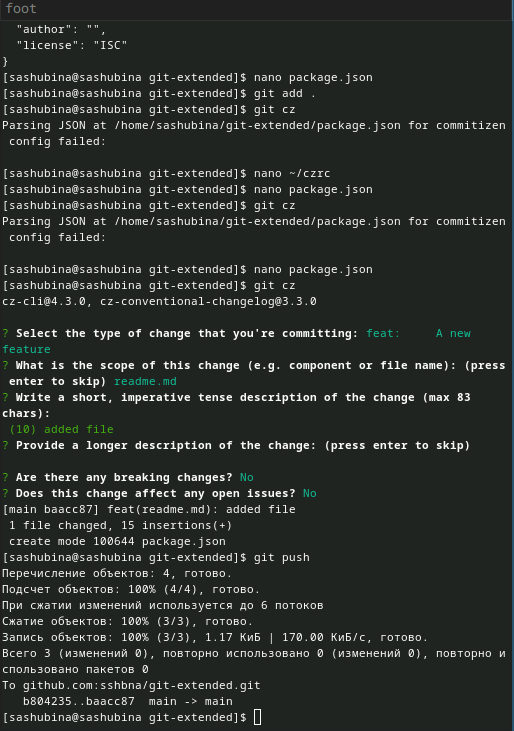 foot
"author": "",
"license": "ISC"
}
[sashubina@sashubina git-extended]$ nano package.json
[sashubina@sashubina git-extended]$ git add .
[sashubina@sashubina git-extended]$ git cz
Parsing JSON at /home/sashubina/git-extended/package.json for commitizen
config failed:
[sashubina@sashubina git-extended]$ nano ~/czrc
[sashubina@sashubina git-extended]$ nano package.json
[sashubina@sashubina git-extended]$ git cz
Parsing JSON at /home/sashubina/git-extended/package.json for commitizen
config failed:
[sashubina@sashubina git-extended]$ nano package.json
[sashubina@sashubina git-extended]$ git cz
cz-cli@4.3.0, cz-conventional-changelog@3.3.0
? Select the type of change that you're committing: feat:     A new
feature
? What is the scope of this change (e.g. component or file name): (press
enter to skip) readme.md
? Write a short, imperative tense description of the change (max 83
chars):
(10) added file
? Provide a longer description of the change: (press enter to skip)
? Are there any breaking changes? No
? Does this change affect any open issues? No
[main baacc87] feat(readme.md): added file
1 file changed, 15 insertions(+)
create mode 100644 package.json
[sashubina@sashubina git-extended]$ git push
Перечисление объектов: 4, готово.
Подсчет объектов: 100% (4/4), готово.
При сжатии изменений используется до 6 потоков
Сжатие объектов: 100% (3/3), готово.
Запись объектов: 100% (3/3), 1.17 КиБ | 170.00 КиБ/с, готово.
Всего 3 (изменений 0), повторно использовано 0 (изменений 0), повторно и
спользовано пакетов 0
To github.com:sshbna/git-extended.git
b804235..baacc87  main -> main
[sashubina@sashubina git-extended]$